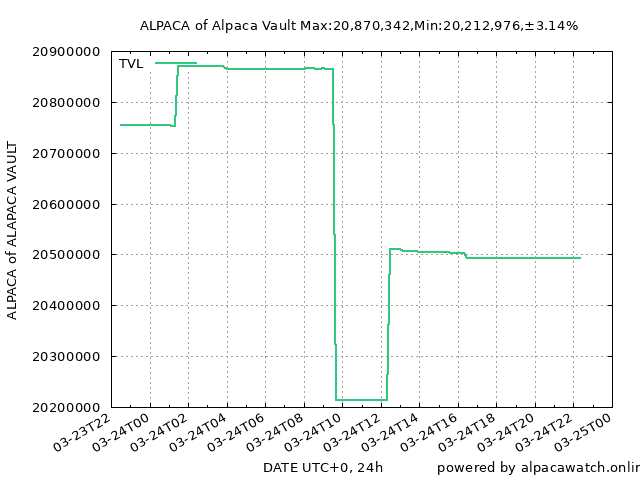 ALPACA of Alpaca Vault Max:20,870,342,Min:20,212,976,±3.14%
TVL
20900000
20800000
20700000
20600000
20500000
20400000
20300000
20200000
ALPACA of ALAPACA VAULT
03-23T22
03-24T00
03-24T02
03-24T04
03-24T06
03-24T08
03-24T10
03-24T12
03-24T14
03-24T16
03-24T18
03-24T20
03-24T22
03-25T00
DATE UTC+0, 24h
powered by alpacawatch.onlin